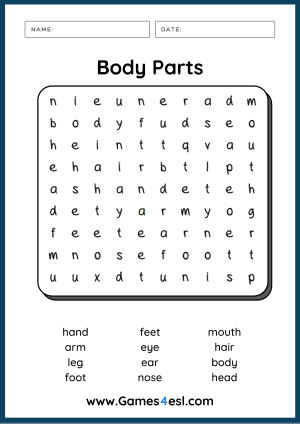 NAME:
DATE:
Body Parts
n i e u n e r a d m
b o d y f u d s e o
h e i n t t q v a u
e h a i r b t l p t
a s h a n d e t e h
d e t y a r m y o g
f e e t e a r n e r
m n o s e f o o t t
u u x d t u n i s p
hand feet mouth
arm eye hair
leg ear body
foot nose head
www.Games4esl.com